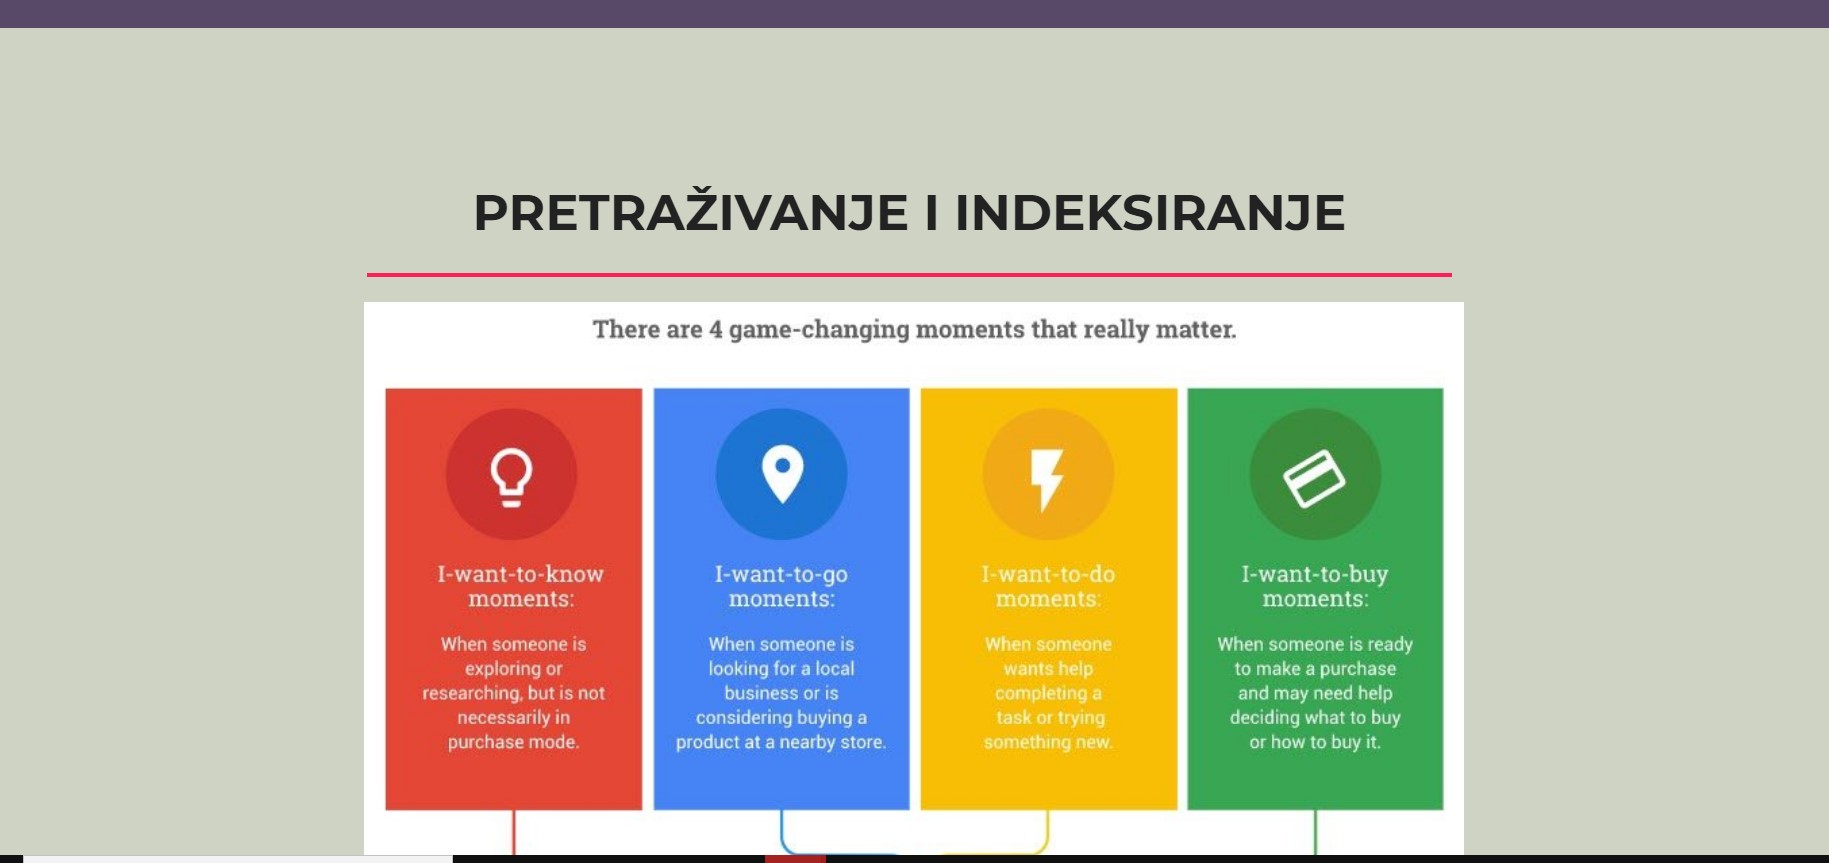 PRETRAŽIVANJE I INDEKSIRANJE
There are 4 game-changing moments that really matter.
I-want-to-know
moments:
When someone is
exploring or
researching, but is not
necessarily in
purchase mode.
I-want-to-go
moments:
When someone is
looking for a local
business or is
considering buying a
product at a nearby store.
I-want-to-do
moments:
When someone
wants help
completing a
task or trying
something new.
I-want-to-buy
moments:
When someone is ready
to make a purchase
and may need help
deciding what to buy
or how to buy it.